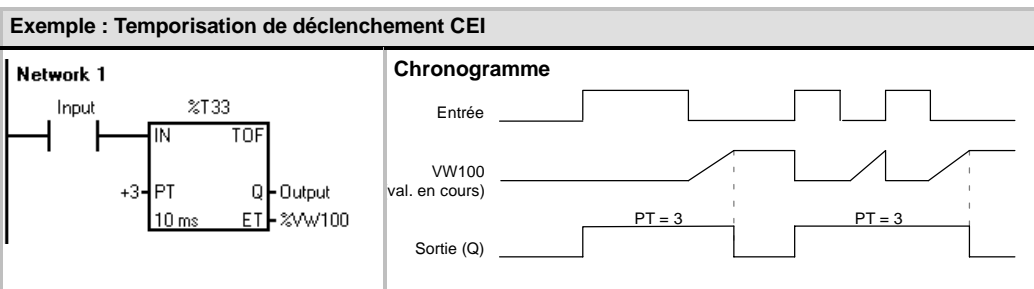 Exemple : Temporisation de déclenchement CEI
Network 1
Input
%T33
IN
TOF
+3
PT
Q
Output
10 ms
ET
%VW100
Chronogramme
Entrée
VW100
val. en cours)
PT = 3
PT = 3
Sortie (Q)